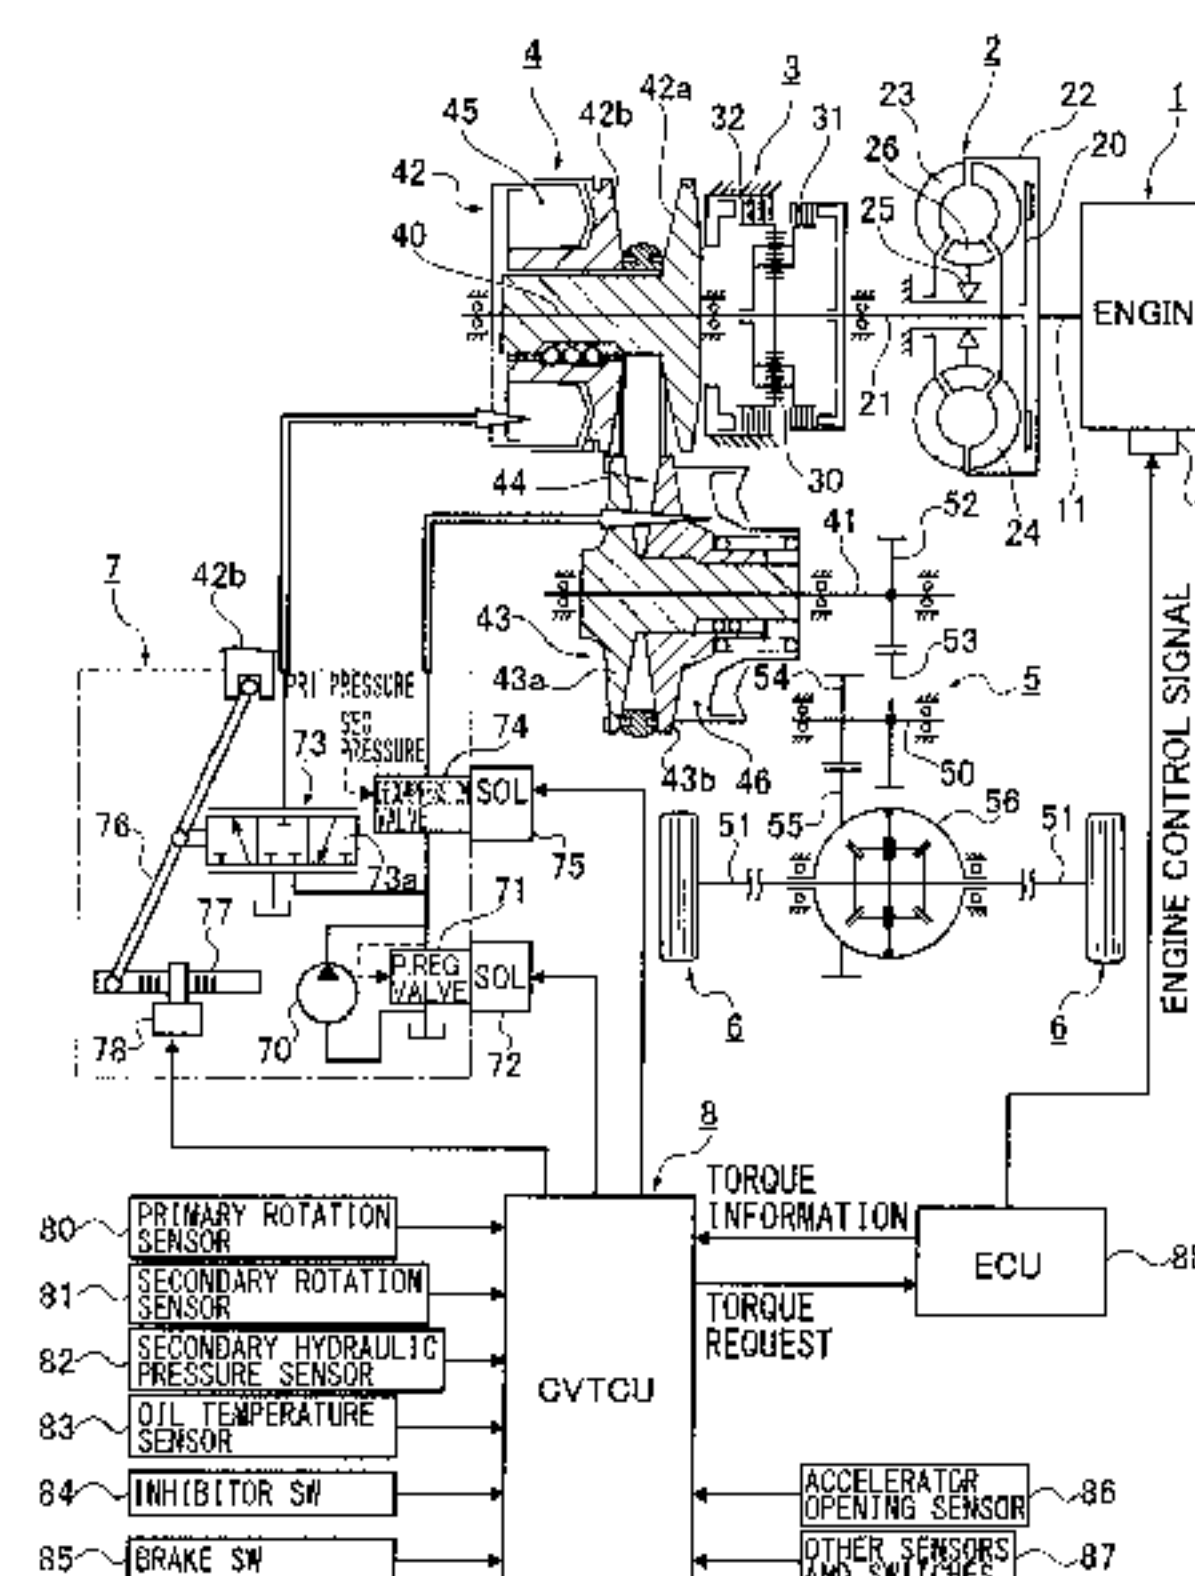 4
3
2
1
42a
45
42b
32
31
23
22
26
20
42
25
40
ENGIN
21
44
30
11
24
52
41
7
42b
43
53
43a
54
5
PRI PRESSURE
SEC
PRESSURE
73
74
43b
46
50
SOL
VALVE
76
51
55
56
51
75
73a
77
71
P.REG
VALVE
SOL
78
70
72
6
6
ENGINE CONTROL SIGNAL
8
TORQUE
INFORMATION
80
PRIMARY ROTATION
SENSOR
ECU
81
SECONDARY ROTATION
SENSOR
TORQUE
REQUEST
82
SECONDARY HYDRAULIC
PRESSURE SENSOR
CVTCU
83
OIL TEMPERATURE
SENSOR
84
INHIBITOR SW
ACCELERATOR
OPENING SENSOR
86
85
BRAKE SW
OTHER SENSORS
AND SWITCHES
87